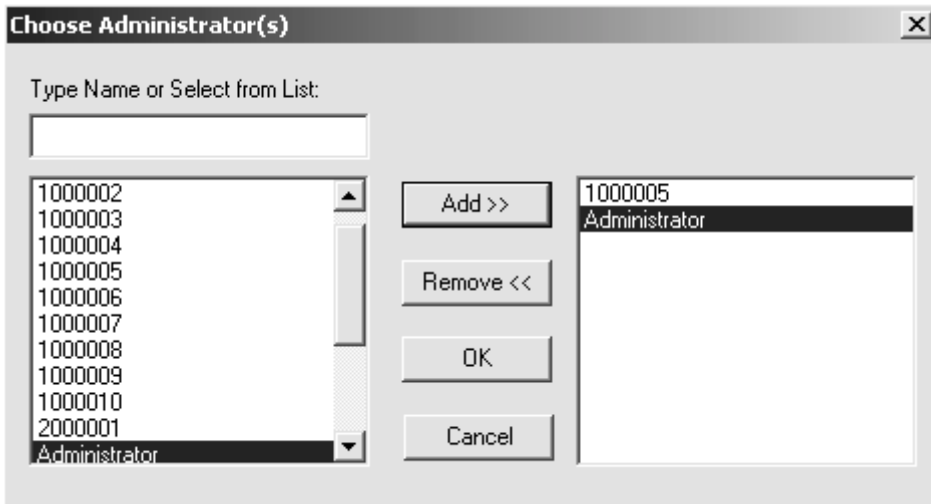 Choose Administrator(s)
Type Name or Select from List:
1000002
1000003
1000004
1000005
1000006
1000007
1000008
1000009
1000010
2000001
Administrator
Add >>
Remove <<
OK
Cancel
1000005
Administrator